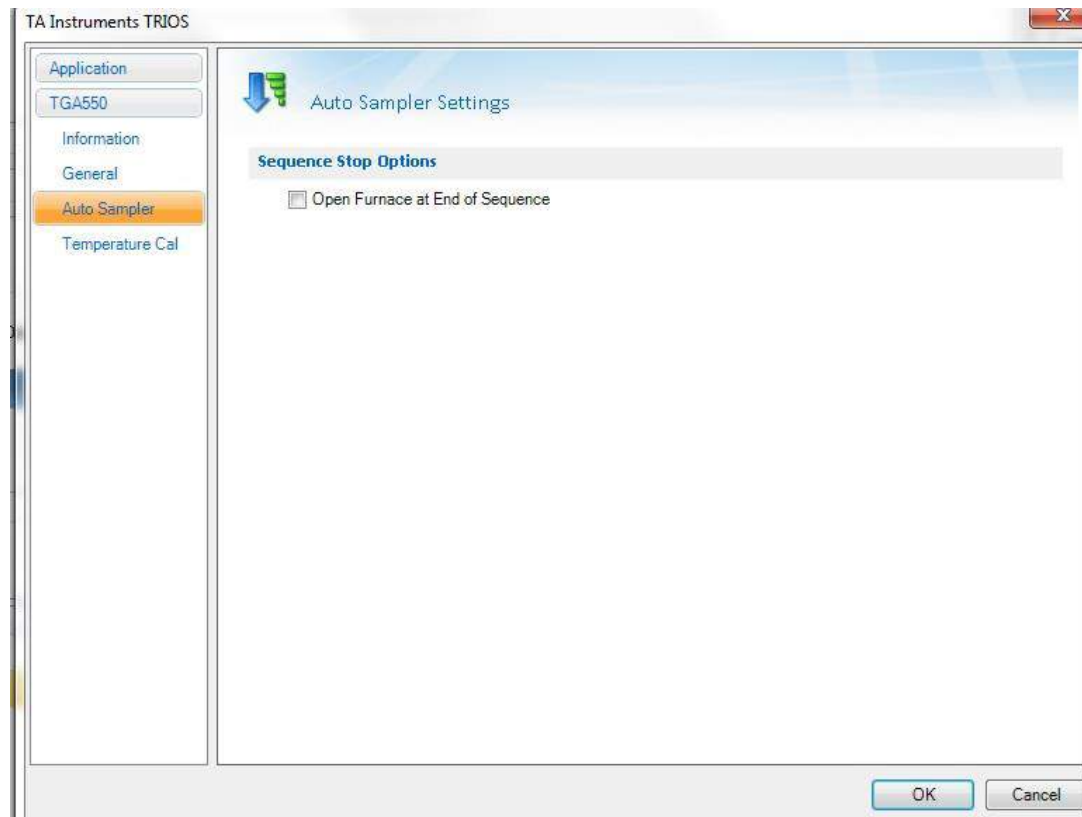 TA Instruments TRIOS
Application
TGA550
Information
General
Auto Sampler
Temperature Cal
Auto Sampler Settings
Sequence Stop Options
Open Furnace at End of Sequence
OK
Cancel